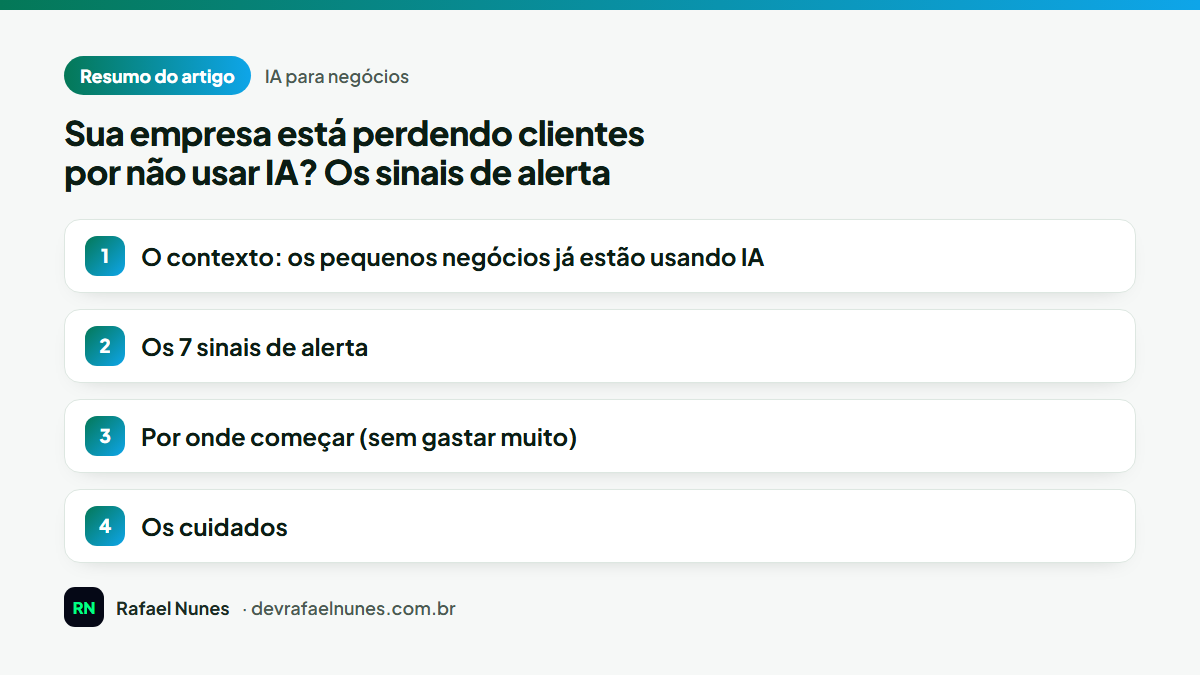 Resumo do artigo IA para negócios
Sua empresa está perdendo clientes
por não usar IA? Os sinais de alerta
1 O contexto: os pequenos negócios já estão usando IA
2 Os 7 sinais de alerta
3 Por onde começar (sem gastar muito)
4 Os cuidados
RN Rafael Nunes · devrafaelnunes.com.br